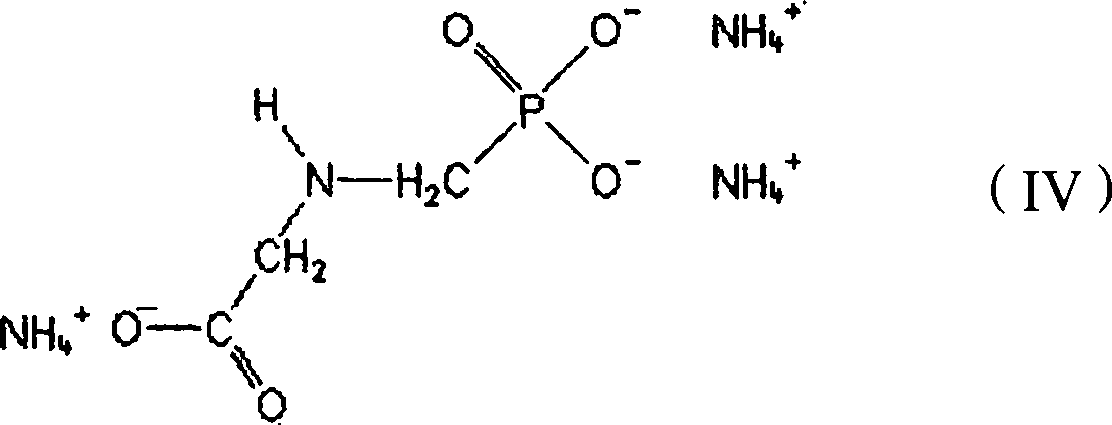 O O⁻ NH₄⁺
H P
N H₂C O⁻ NH₄⁺ (IV)
CH₂
NH₄⁺ O⁻ C
O